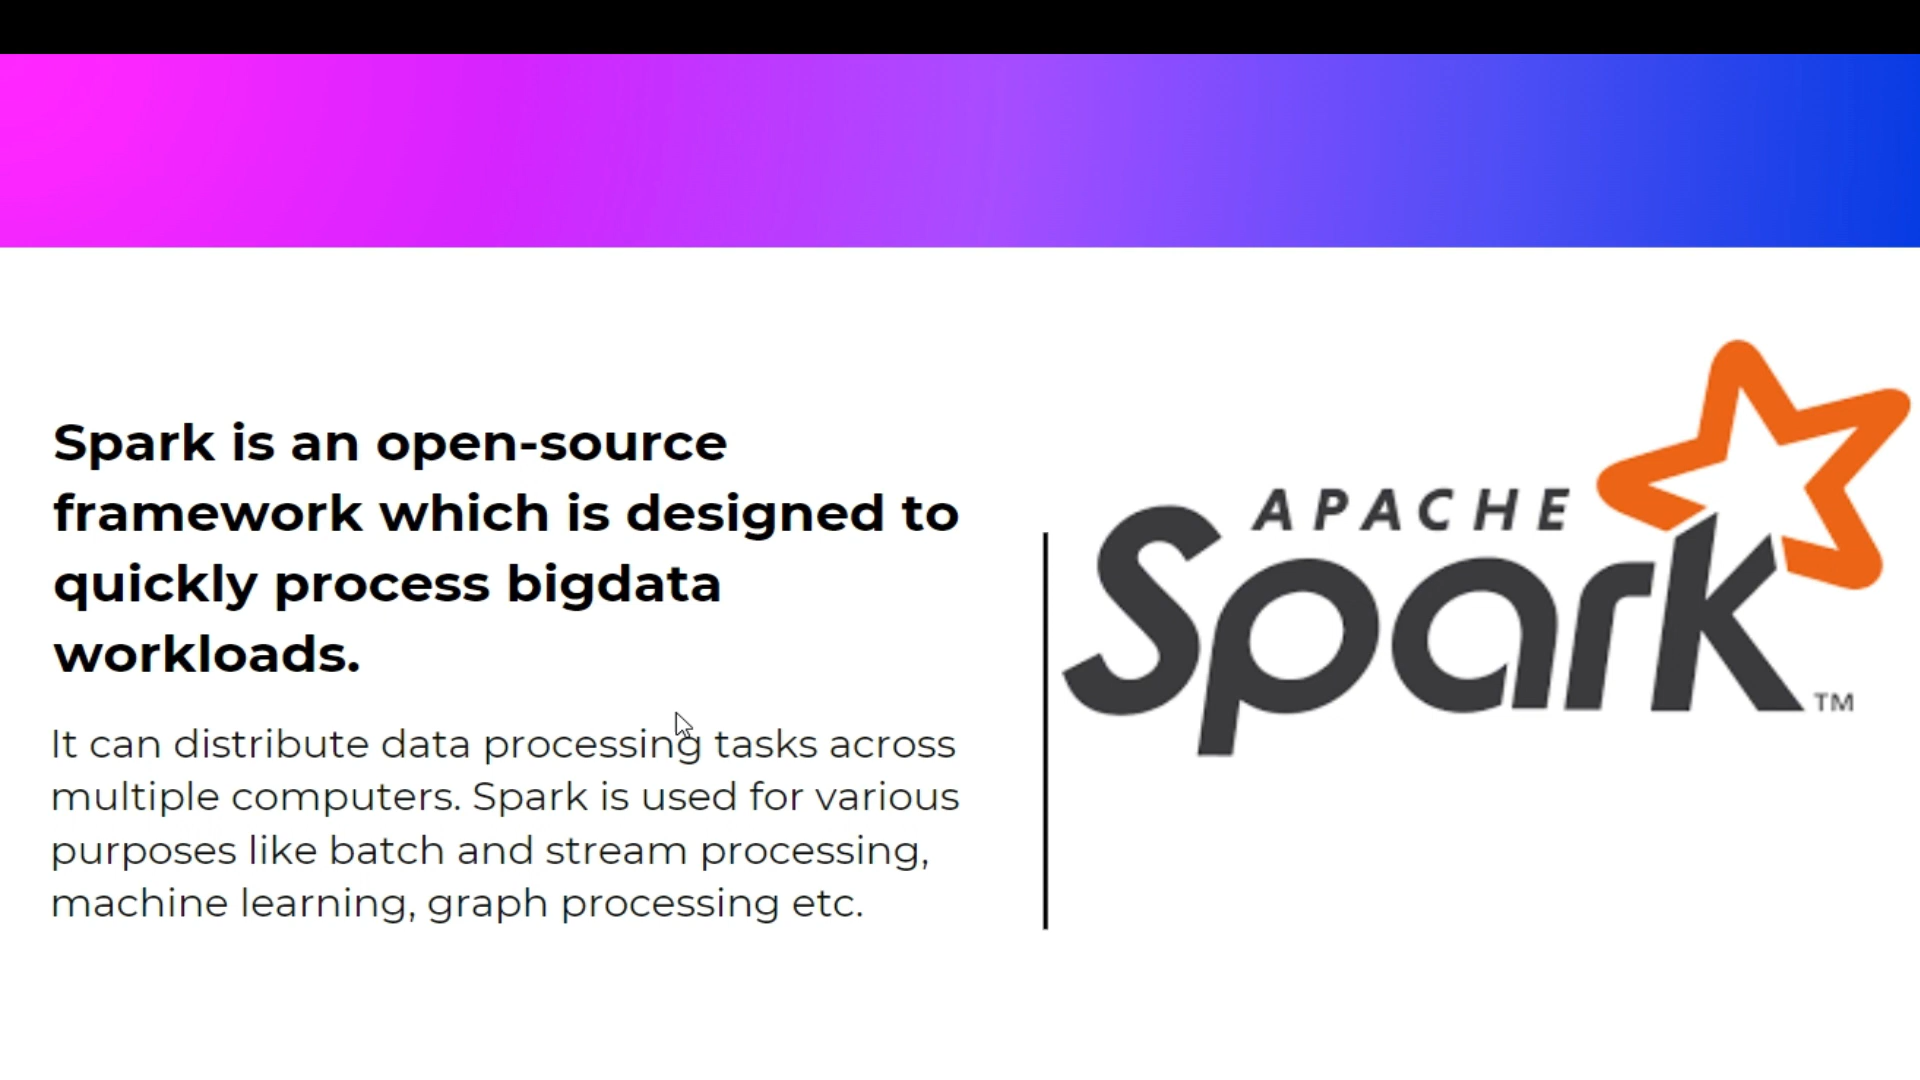 Spark is an open-source
framework which is designed to
quickly process bigdata
workloads.
It can distribute data processing tasks across
multiple computers. Spark is used for various
purposes like batch and stream processing,
machine learning, graph processing etc.
APACHE
Spark
TM